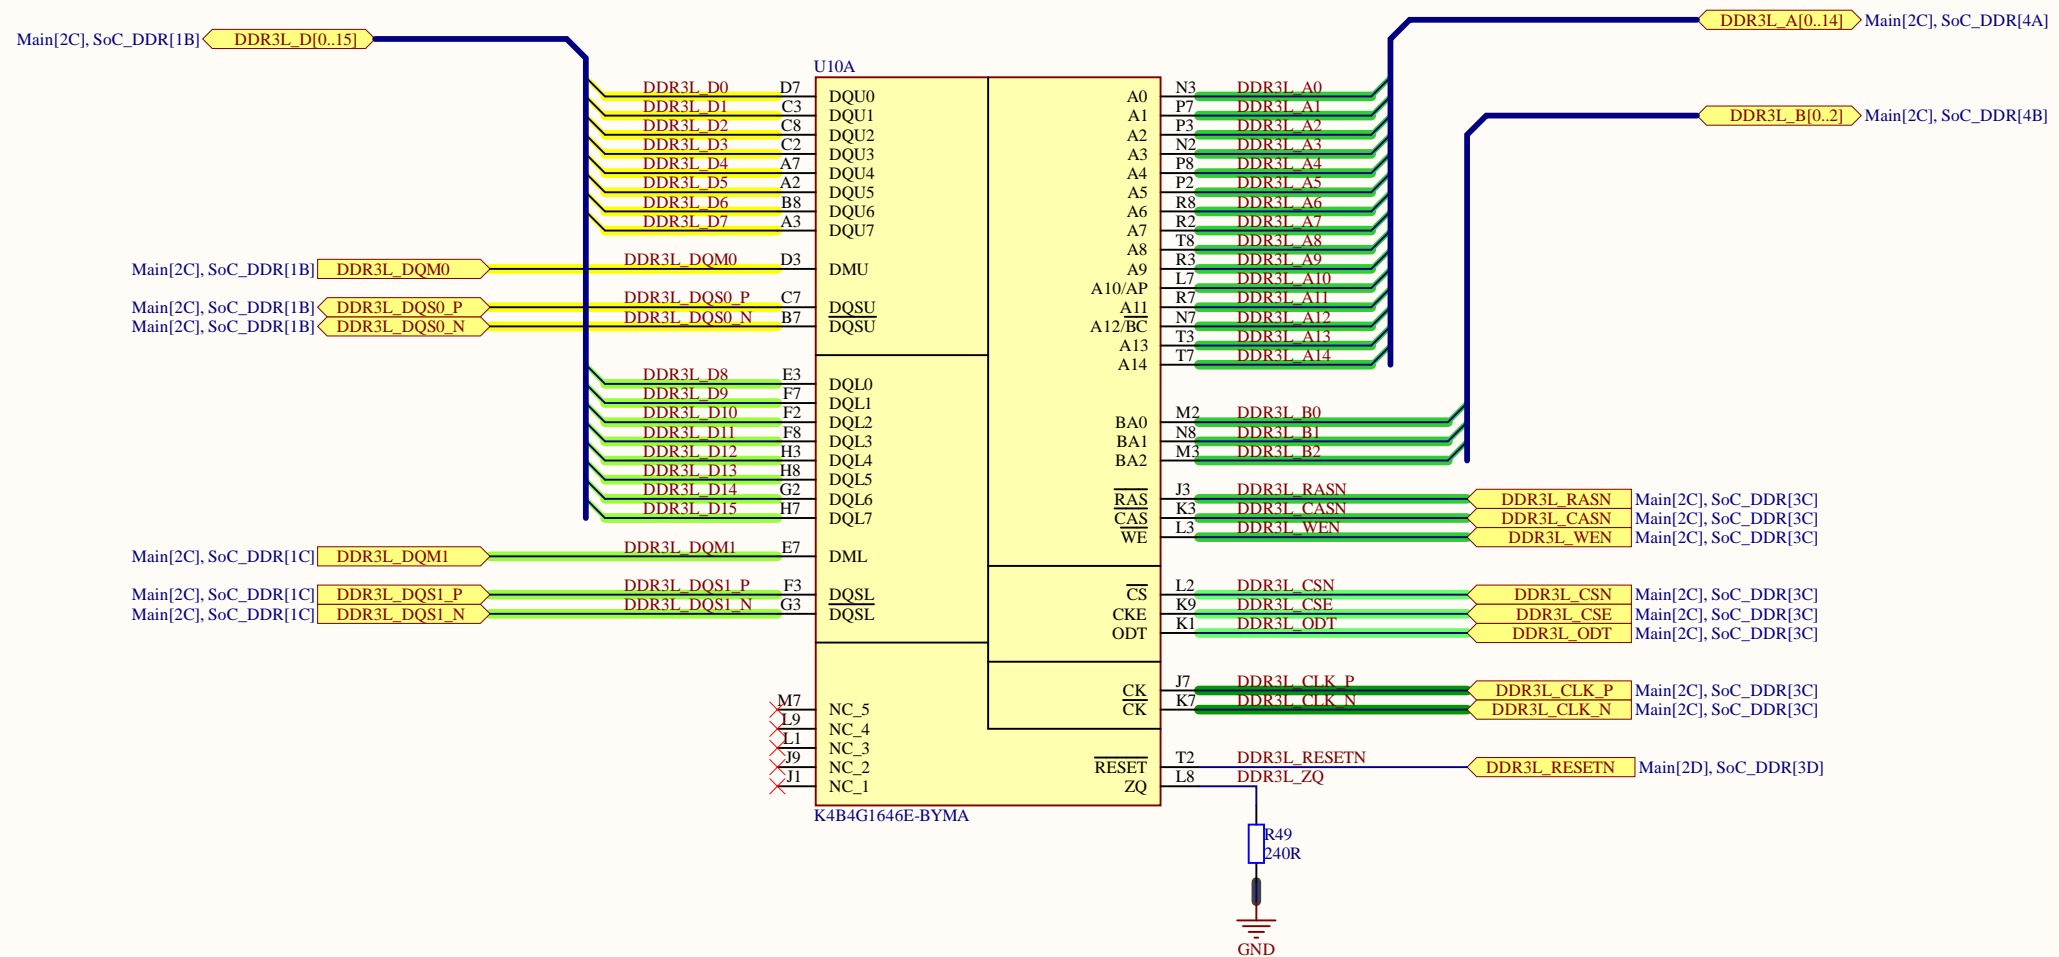 DDR3L_A[0..14] Main[2C], SoC_DDR[4A]
Main[2C], SoC_DDR[1B] DDR3L_D[0..15]
DDR3L_B[0..2] Main[2C], SoC_DDR[4B]
U10A
DDR3L_D0 D7 DQU0
DDR3L_D1 C3 DQU1
DDR3L_D2 C8 DQU2
DDR3L_D3 C2 DQU3
DDR3L_D4 A7 DQU4
DDR3L_D5 A2 DQU5
DDR3L_D6 B8 DQU6
DDR3L_D7 A3 DQU7
Main[2C], SoC_DDR[1B] DDR3L_DQM0 DDR3L_DQM0 D3 DMU
Main[2C], SoC_DDR[1B] DDR3L_DQS0_P DDR3L_DQS0_P C7 DQSU
Main[2C], SoC_DDR[1B] DDR3L_DQS0_N DDR3L_DQS0_N B7 DQSU
DDR3L_D8 E3 DQL0
DDR3L_D9 F7 DQL1
DDR3L_D10 F2 DQL2
DDR3L_D11 F8 DQL3
DDR3L_D12 H3 DQL4
DDR3L_D13 H8 DQL5
DDR3L_D14 G2 DQL6
DDR3L_D15 H7 DQL7
Main[2C], SoC_DDR[1C] DDR3L_DQM1 DDR3L_DQM1 E7 DML
Main[2C], SoC_DDR[1C] DDR3L_DQS1_P DDR3L_DQS1_P F3 DQSL
Main[2C], SoC_DDR[1C] DDR3L_DQS1_N DDR3L_DQS1_N G3 DQSL
M7 NC_5
L9 NC_4
L1 NC_3
J9 NC_2
J1 NC_1
A0 N3 DDR3L_A0
A1 P7 DDR3L_A1
A2 P3 DDR3L_A2
A3 N2 DDR3L_A3
A4 P8 DDR3L_A4
A5 P2 DDR3L_A5
A6 R8 DDR3L_A6
A7 R2 DDR3L_A7
A8 T8 DDR3L_A8
A9 R3 DDR3L_A9
A10/AP L7 DDR3L_A10
A11 R7 DDR3L_A11
A12/BC N7 DDR3L_A12
A13 T3 DDR3L_A13
A14 T7 DDR3L_A14
BA0 M2 DDR3L_B0
BA1 N8 DDR3L_B1
BA2 M3 DDR3L_B2
RAS J3 DDR3L_RASN DDR3L_RASN Main[2C], SoC_DDR[3C]
CAS K3 DDR3L_CASN DDR3L_CASN Main[2C], SoC_DDR[3C]
WE L3 DDR3L_WEN DDR3L_WEN Main[2C], SoC_DDR[3C]
CS L2 DDR3L_CSN DDR3L_CSN Main[2C], SoC_DDR[3C]
CKE K9 DDR3L_CSE DDR3L_CSE Main[2C], SoC_DDR[3C]
ODT K1 DDR3L_ODT DDR3L_ODT Main[2C], SoC_DDR[3C]
CK J7 DDR3L_CLK_P DDR3L_CLK_P Main[2C], SoC_DDR[3C]
CK K7 DDR3L_CLK_N DDR3L_CLK_N Main[2C], SoC_DDR[3C]
RESET T2 DDR3L_RESETN DDR3L_RESETN Main[2D], SoC_DDR[3D]
ZQ L8 DDR3L_ZQ
K4B4G1646E-BYMA
R49
240R
GND